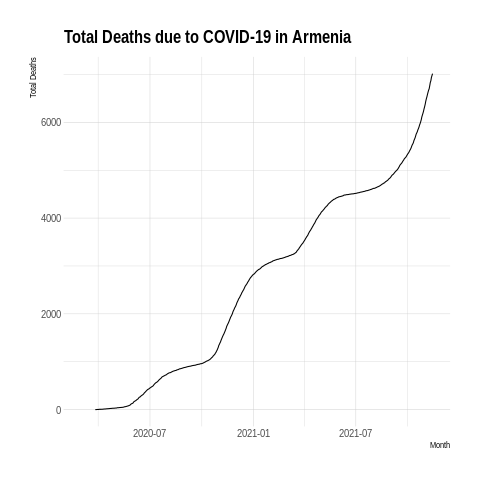 Total Deaths due to COVID-19 in Armenia
Total Deaths
6000
4000
2000
0
2020-07 2021-01 2021-07
Month